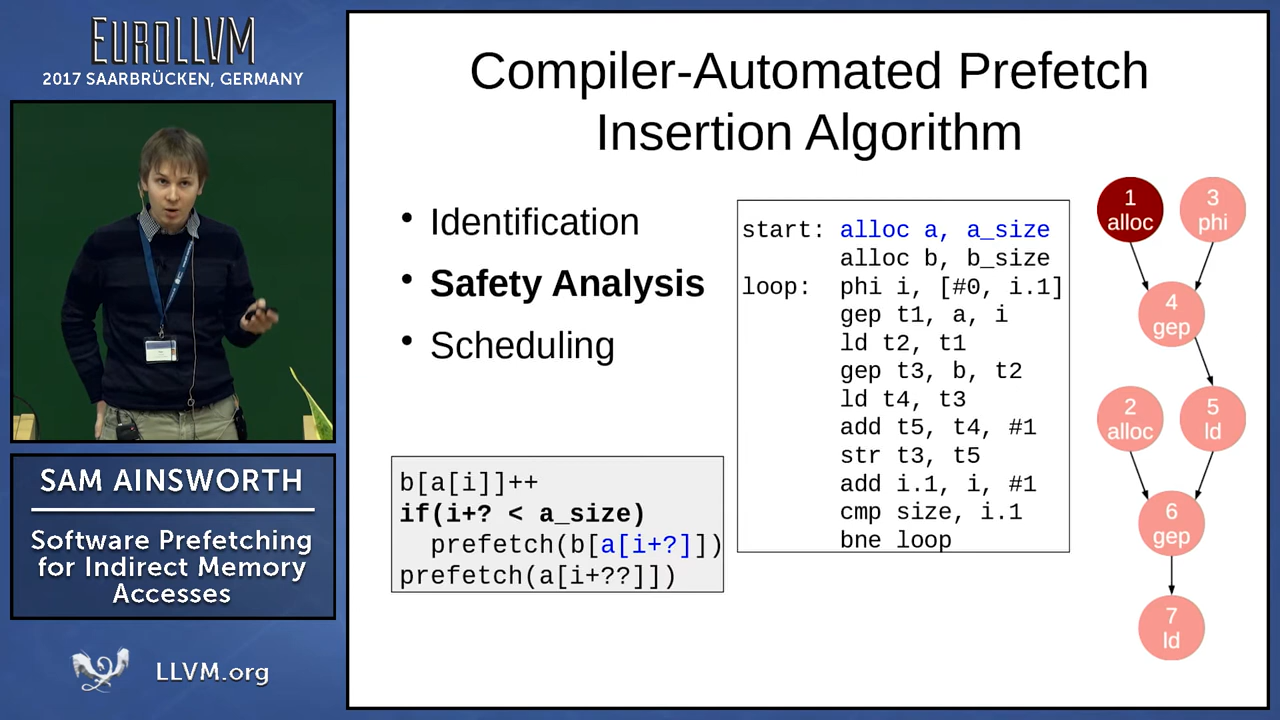 EUROLLVM
2017 SAARBRÜCKEN, GERMANY
SAM AINSWORTH
Software Prefetching
for Indirect Memory
Accesses
LLVM.org
Compiler-Automated Prefetch
Insertion Algorithm
• Identification
• Safety Analysis
• Scheduling
b[a[i]]++
if(i+? < a_size)
prefetch(b[a[i+?]])
prefetch(a[i+??]])
start: alloc a, a_size
alloc b, b_size
loop: phi i, [#0, i.1]
gep t1, a, i
ld t2, t1
gep t3, b, t2
ld t4, t3
add t5, t4, #1
str t3, t5
add i.1, i, #1
cmp size, i.1
bne loop
1
alloc
3
phi
4
gep
2
alloc
5
ld
6
gep
7
ld